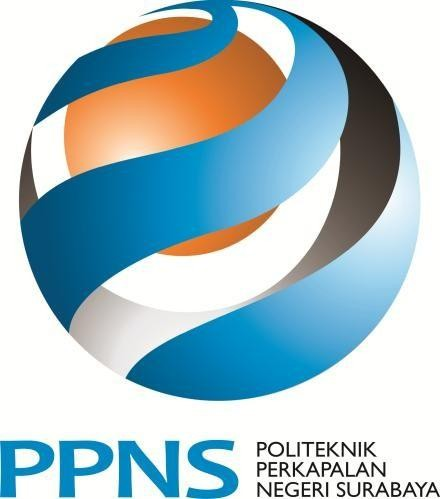 PPNS
POLITEKNIK
PERKAPALAN
NEGERI SURABAYA